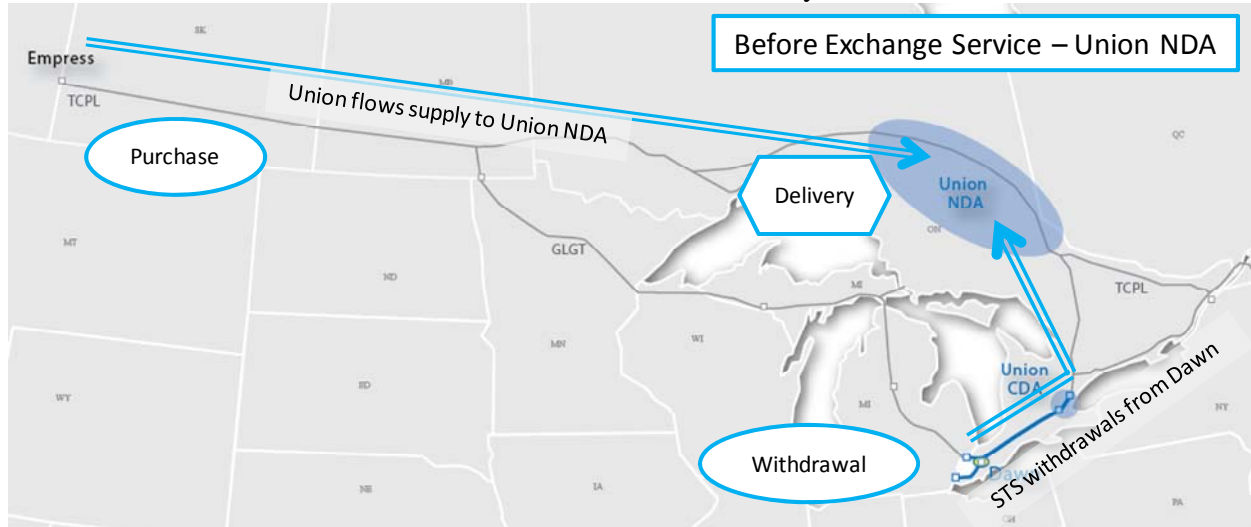 Before Exchange Service – Union NDA
SK
Empress
MB
TCPL
Union flows supply to Union NDA
Purchase
QC
Delivery
Union
NDA
ON
MT
GLGT
ND
TCPL
MI
MN
WI
Union
CDA
SD
WY
MI
NY
STS withdrawals from Dawn
Withdrawal
Dawn
NE
IA
PA
OH